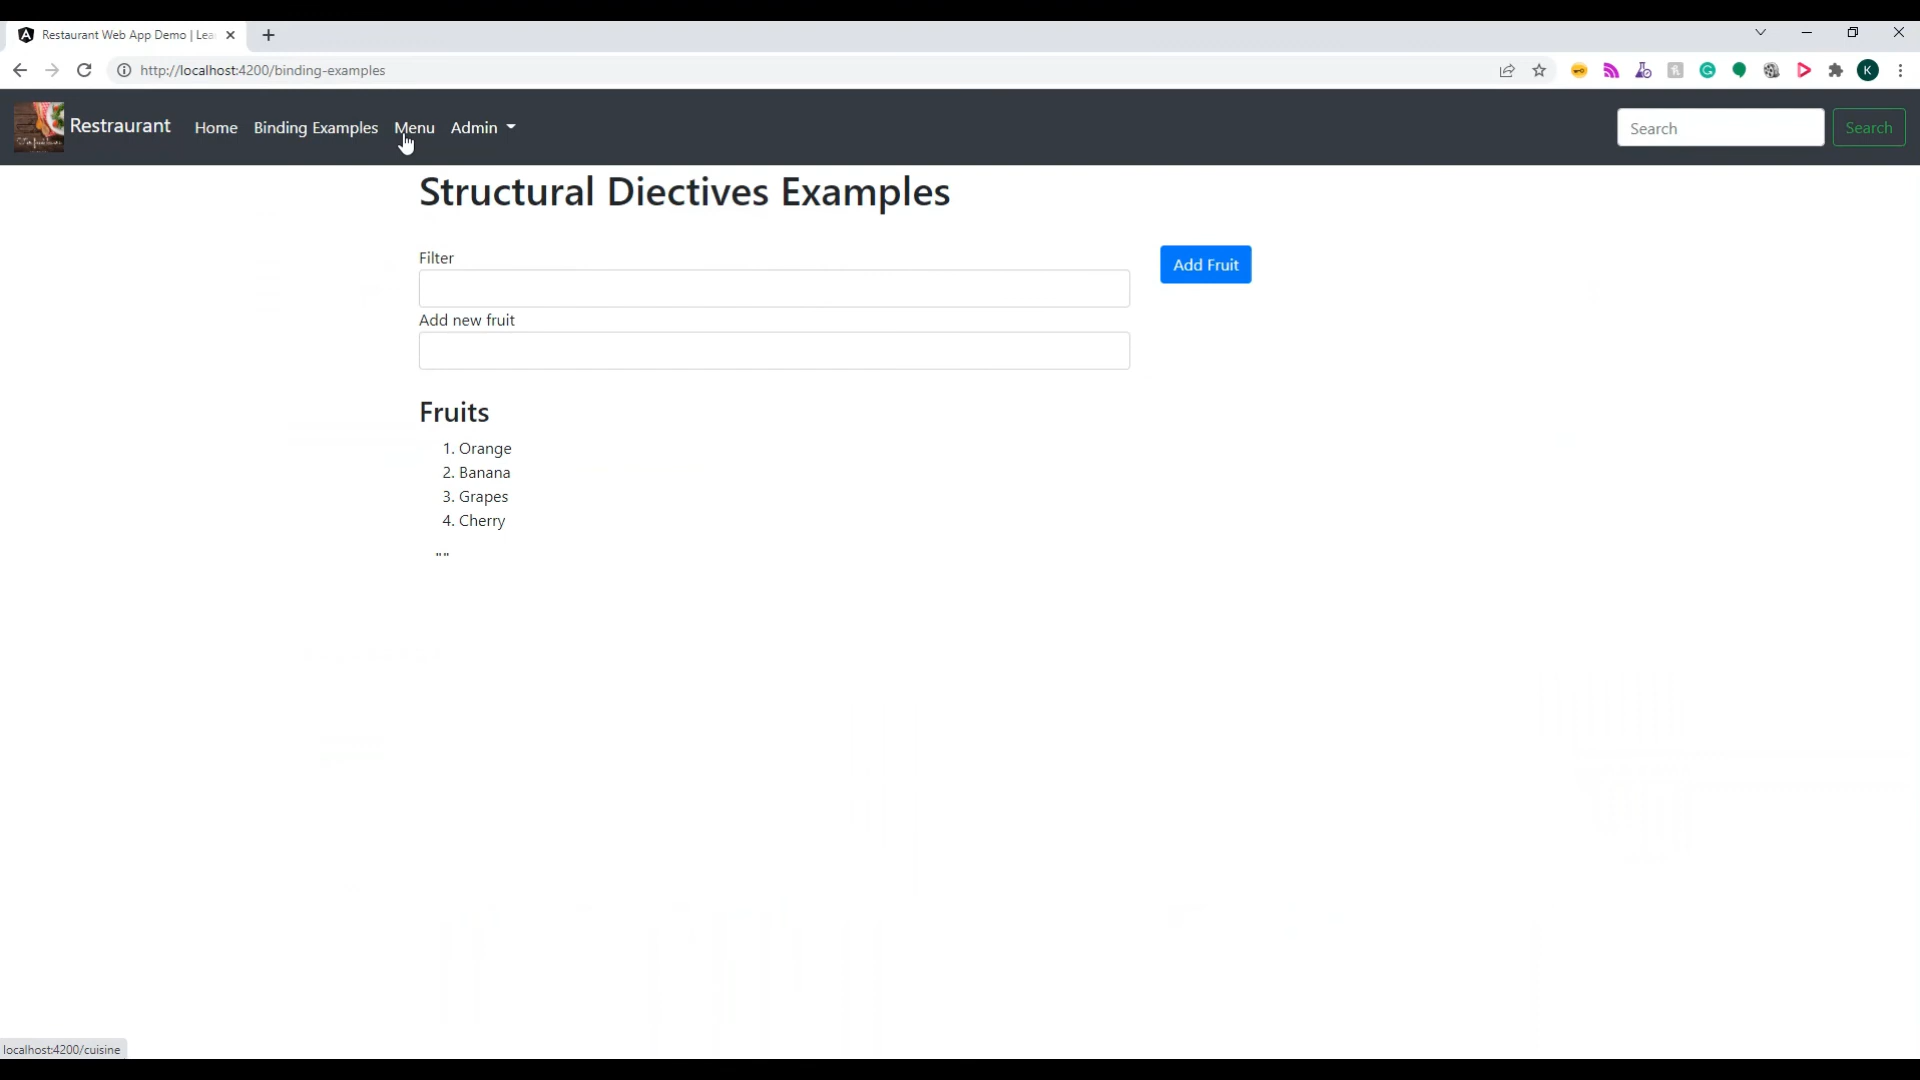 Restaurant Web App Demo | Lea
http://localhost:4200/binding-examples
K
Restraurant
Home
Binding Examples
Menu
Admin
Search
Search
Structural Diectives Examples
Filter
Add Fruit
Add new fruit
Fruits
1. Orange
2. Banana
3. Grapes
4. Cherry
""
localhost:4200/cuisine